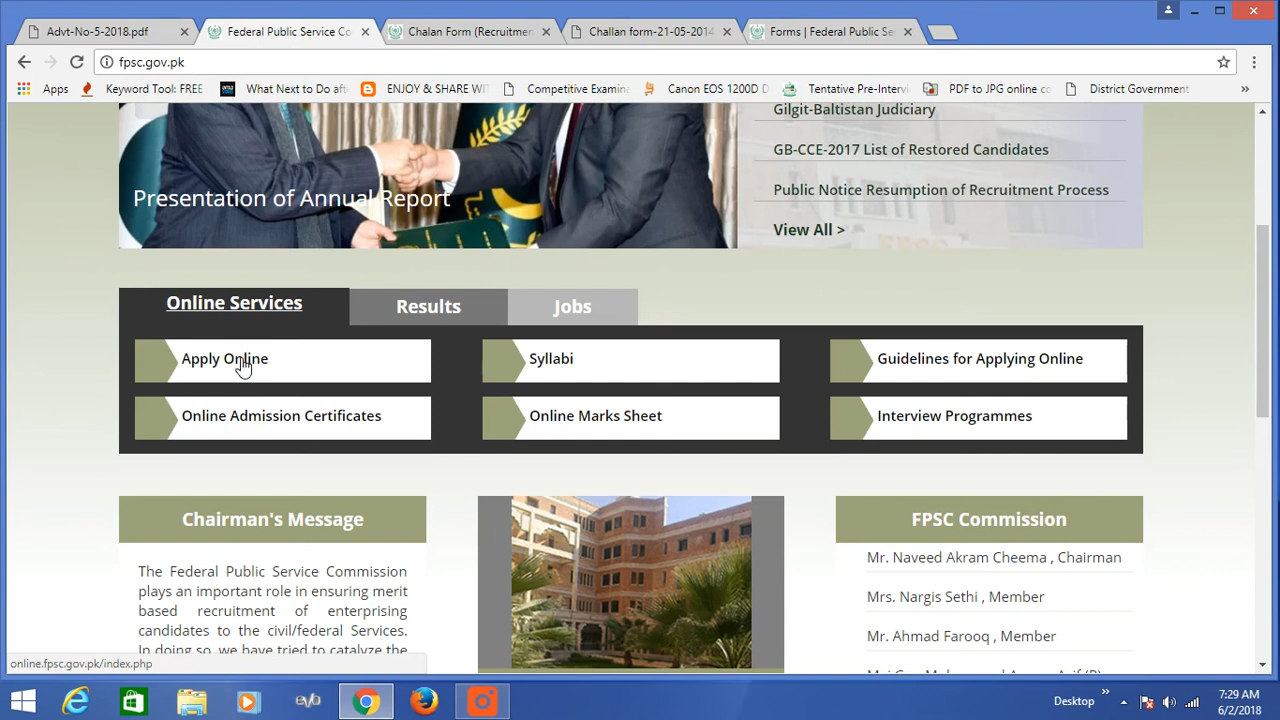 Advt-No-5-2018.pdf
Federal Public Service Co
Chalan Form (Recruitmen
Challan form-21-05-2014
Forms | Federal Public Se
fpsc.gov.pk
Apps
Keyword Tool: FREE
What Next to Do aft
ENJOY & SHARE WI
Competitive Examina
Canon EOS 1200D D
Tentative Pre-Intervi
PDF to JPG online co
District Government
»
Gilgit-Baltistan Judiciary
GB-CCE-2017 List of Restored Candidates
Presentation of Annual Report
Public Notice Resumption of Recruitment Process
View All >
Online Services
Results
Jobs
Apply Online
Syllabi
Guidelines for Applying Online
Online Admission Certificates
Online Marks Sheet
Interview Programmes
Chairman's Message
The Federal Public Service Commission
plays an important role in ensuring merit
based recruitment of enterprising
candidates to the civil/federal Services.
In doing so, we have tried to catalyze the
FPSC Commission
Mr. Naveed Akram Cheema , Chairman
Mrs. Nargis Sethi , Member
Mr. Ahmad Farooq , Member
online.fpsc.gov.pk/index.php
evo
Desktop
»
7:29 AM
6/2/2018